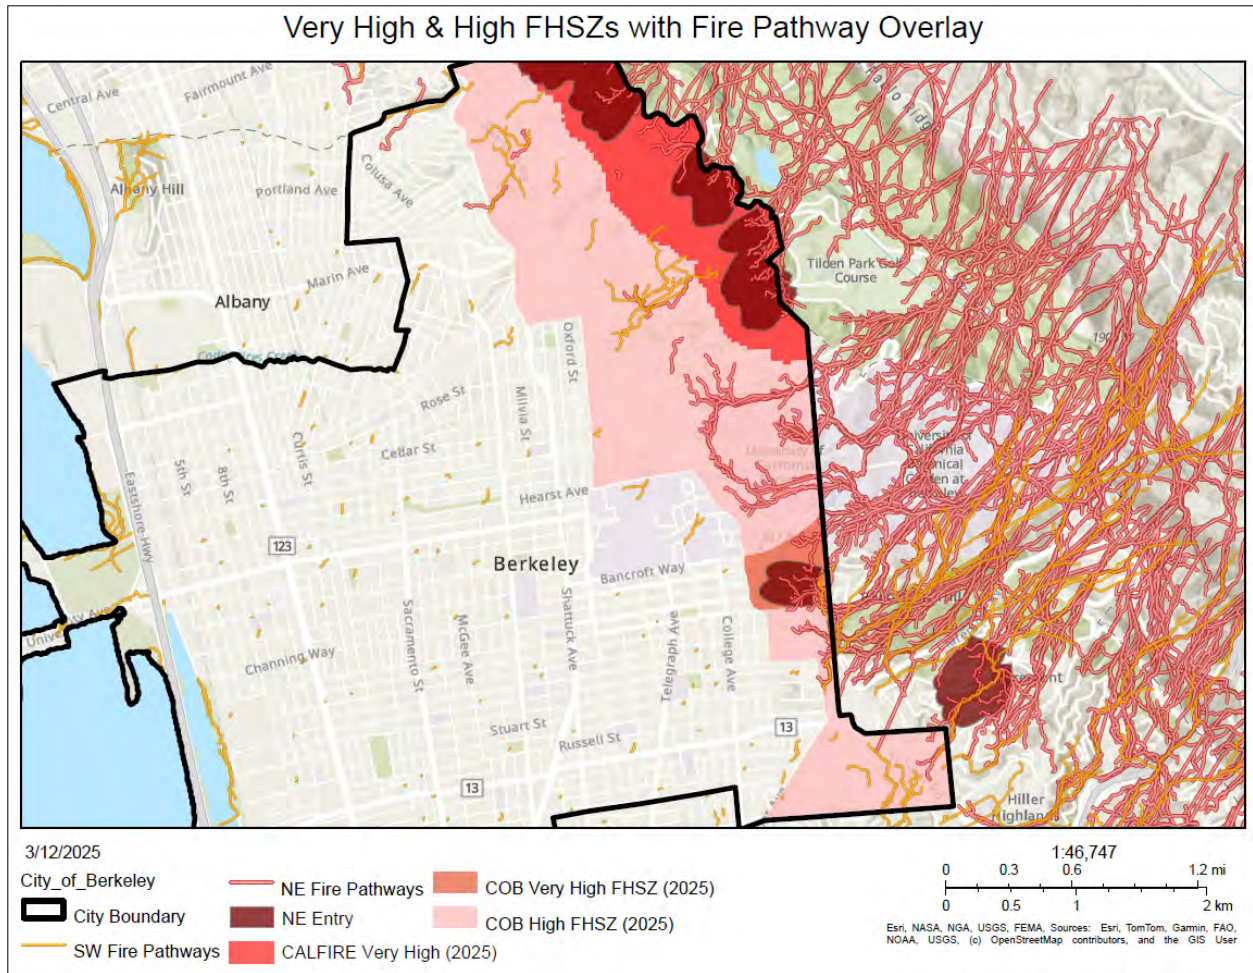 Very High & High FHSZs with Fire Pathway Overlay
Central Ave
Fairmount Ave
Albany Hill
Portland Ave
Colusa Ave
Marin Ave
Albany
Tilden Park Golf
Course
Oxford St
Milvia St
Rose St
Cedar St
Curtis St
5th St
8th St
Eastshore Hwy
Hearst Ave
123
Berkeley
Bancroft Way
University Ave
Channing Way
Sacramento St
McGee Ave
Shattuck Ave
Telegraph Ave
College Ave
Stuart St
Russell St
13
13
Hiller
Highlands
3/12/2025
City_of_Berkeley
City Boundary
SW Fire Pathways
NE Fire Pathways
NE Entry
CALFIRE Very High (2025)
COB Very High FHSZ (2025)
COB High FHSZ (2025)
1:46,747
0 0.3 0.6 1.2 mi
0 0.5 1 2 km
Esri, NASA, NGA, USGS, FEMA, Sources: Esri, TomTom, Garmin, FAO,
NOAA, USGS, (c) OpenStreetMap contributors, and the GIS User